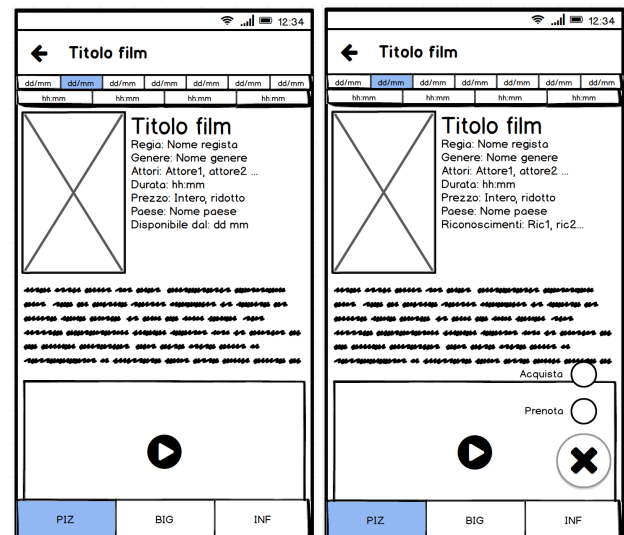 12:34
Titolo film
dd/mm dd/mm dd/mm dd/mm dd/mm dd/mm dd/mm
hh:mm hh:mm hh:mm hh:mm
Titolo film
Regia: Nome regista
Genere: Nome genere
Attori: Attore1, attore2 ...
Durata: hh:mm
Prezzo: Intero, ridotto
Paese: Nome paese
Disponibile dal: dd mm
PIZ BIG INF
12:34
Titolo film
dd/mm dd/mm dd/mm dd/mm dd/mm dd/mm dd/mm
hh:mm hh:mm hh:mm hh:mm
Titolo film
Regia: Nome regista
Genere: Nome genere
Attori: Attore1, attore2 ...
Durata: hh:mm
Prezzo: Intero, ridotto
Paese: Nome paese
Riconoscimenti: Ric1, ric2...
Acquista
Prenota
PIZ BIG INF